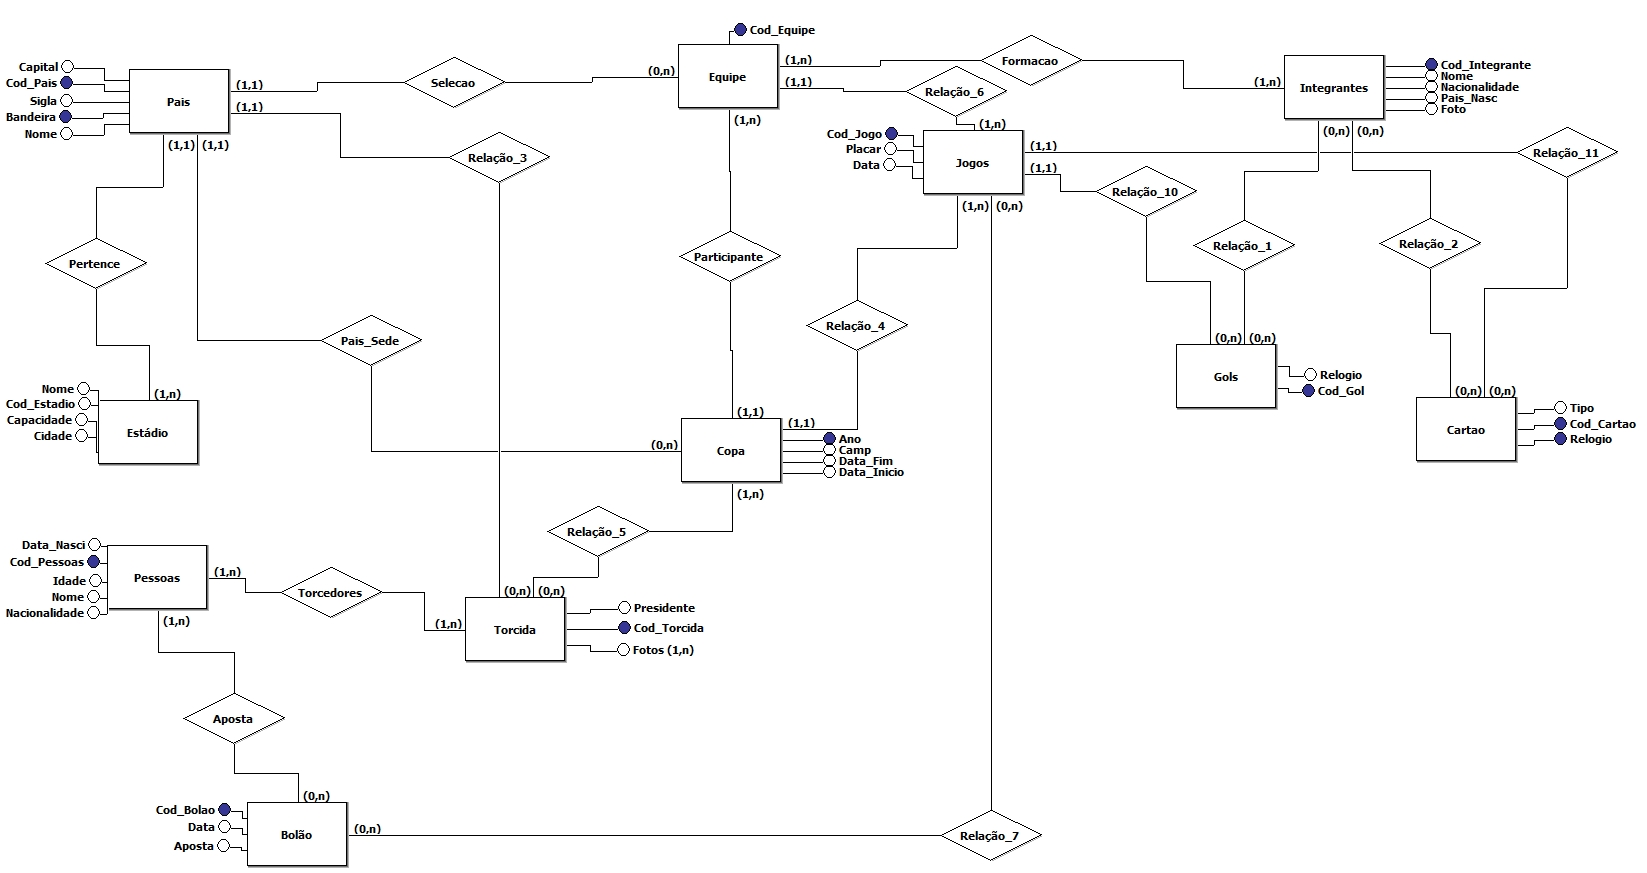 Cod_Equipe
Capital
Cod_Pais
Sigla
Bandeira
Nome
Pais
(1,1)
(1,1)
(1,1) (1,1)
Selecao
(0,n)
Equipe
(1,n)
(1,1)
(1,n)
Formacao
Relação_6
(1,n)
(1,n)
Integrantes
Cod_Integrante
Nome
Nacionalidade
Pais_Nasc
Foto
(0,n) (0,n)
Cod_Jogo
Placar
Data
Jogos
(1,1)
(1,1)
(1,n) (0,n)
Relação_11
Relação_3
Relação_10
Pertence
Participante
Relação_1
Relação_2
Pais_Sede
Relação_4
(0,n) (0,n)
Gols
Relogio
Cod_Gol
(1,n)
Nome
Cod_Estadio
Capacidade
Cidade
Estádio
(0,n)
(1,1)
(1,1)
Copa
Ano
Camp
Data_Fim
Data_Inicio
(1,n)
(0,n) (0,n)
Cartao
Tipo
Cod_Cartao
Relogio
Relação_5
Data_Nasci
Cod_Pessoas
Idade
Nome
Nacionalidade
Pessoas
(1,n)
(1,n)
Torcedores
(1,n)
(0,n) (0,n)
Torcida
Presidente
Cod_Torcida
Fotos (1,n)
Aposta
(0,n)
Cod_Bolao
Data
Aposta
Bolão
(0,n)
Relação_7